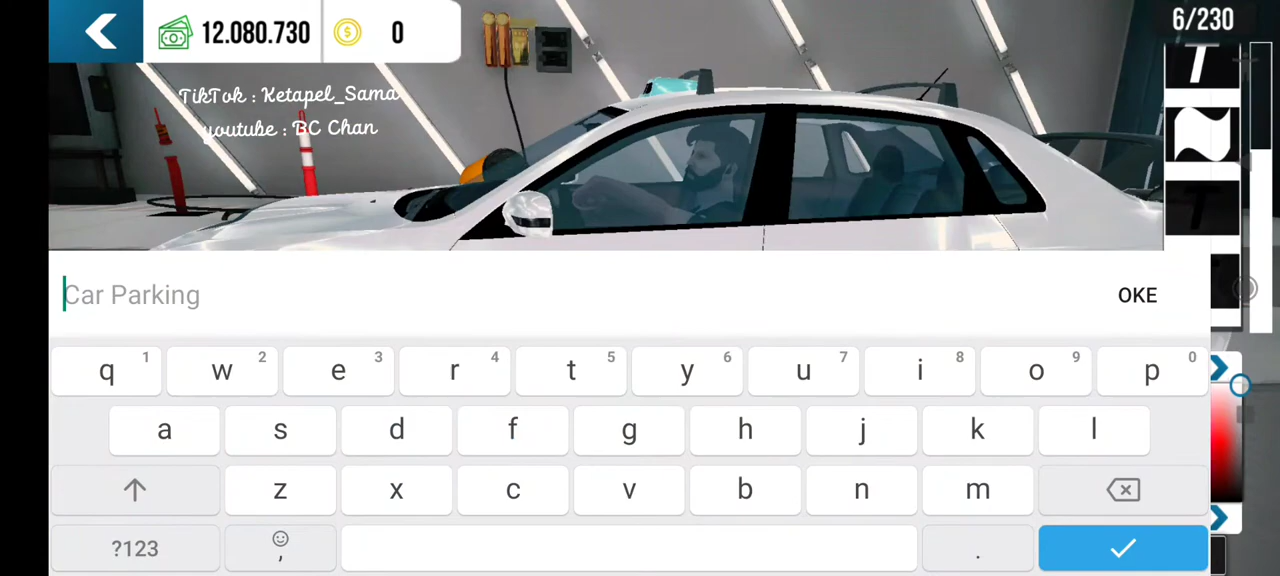 12.080.730
0
6/230
TikTok : Ketapel_Sama
youtube : BC Chan
T
T
Car Parking
OKE
q 1 w 2 e 3 r 4 t 5 y 6 u 7 i 8 o 9 p 0
a s d f g h j k l
z x c v b n m
?123 , .